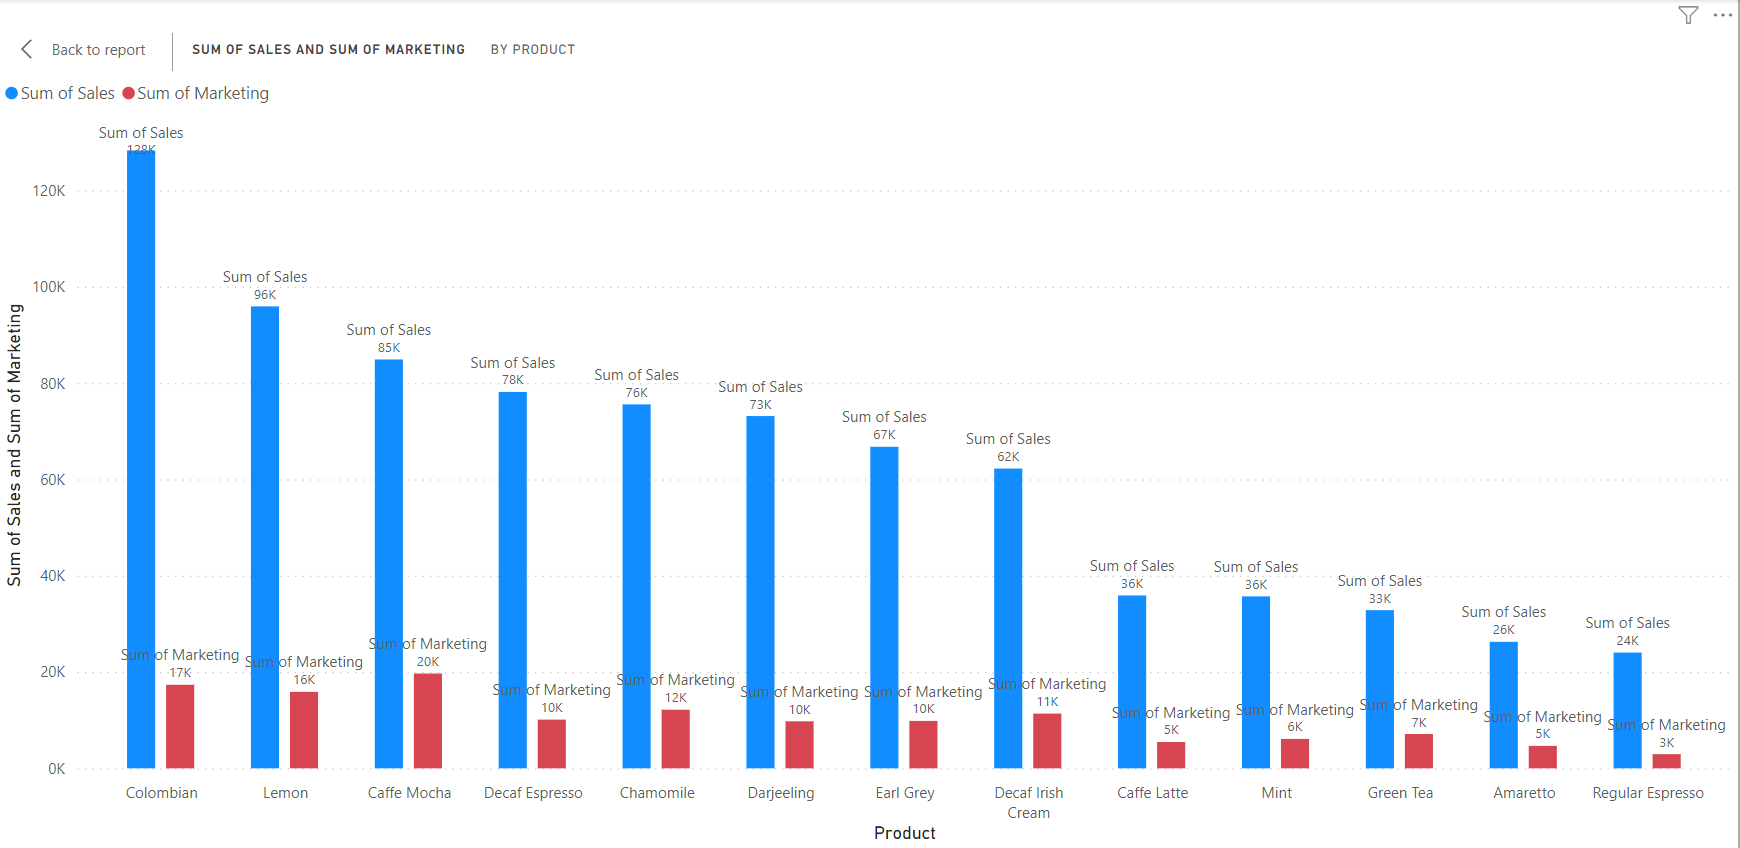 Back to report
SUM OF SALES AND SUM OF MARKETING BY PRODUCT
Sum of Sales Sum of Marketing
Sum of Sales and Sum of Marketing
120K
100K
80K
60K
40K
20K
0K
Sum of Sales
128K
Sum of Marketing
17K
Sum of Sales
96K
Sum of Marketing
16K
Sum of Sales
85K
Sum of Marketing
20K
Sum of Sales
78K
Sum of Marketing
10K
Sum of Sales
76K
Sum of Marketing
12K
Sum of Sales
73K
Sum of Marketing
10K
Sum of Sales
67K
Sum of Marketing
10K
Sum of Sales
62K
Sum of Marketing
11K
Sum of Sales
36K
Sum of Marketing
5K
Sum of Sales
36K
Sum of Marketing
6K
Sum of Sales
33K
Sum of Marketing
7K
Sum of Sales
26K
Sum of Marketing
5K
Sum of Sales
24K
Sum of Marketing
3K
Colombian
Lemon
Caffe Mocha
Decaf Espresso
Chamomile
Darjeeling
Earl Grey
Decaf Irish
Cream
Caffe Latte
Mint
Green Tea
Amaretto
Regular Espresso
Product